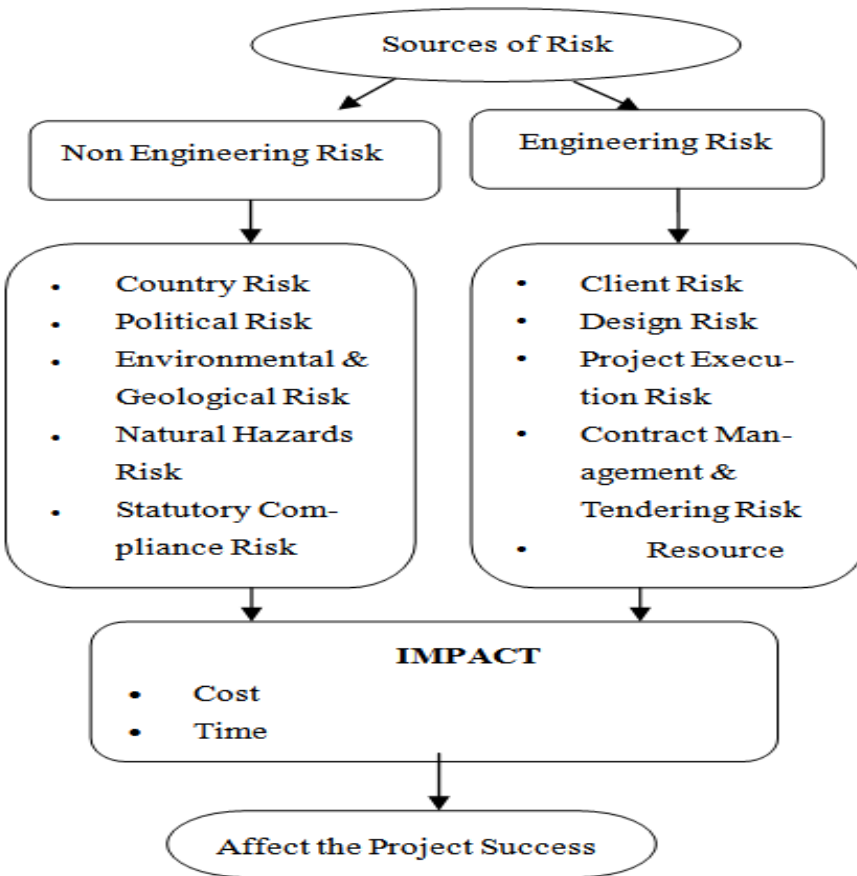 Sources of Risk
Non Engineering Risk
Engineering Risk
• Country Risk
• Political Risk
• Environmental &
Geological Risk
• Natural Hazards
Risk
• Statutory Com-
pliance Risk
• Client Risk
• Design Risk
• Project Execu-
tion Risk
• Contract Man-
agement &
Tendering Risk
• Resource
IMPACT
• Cost
• Time
Affect the Project Success